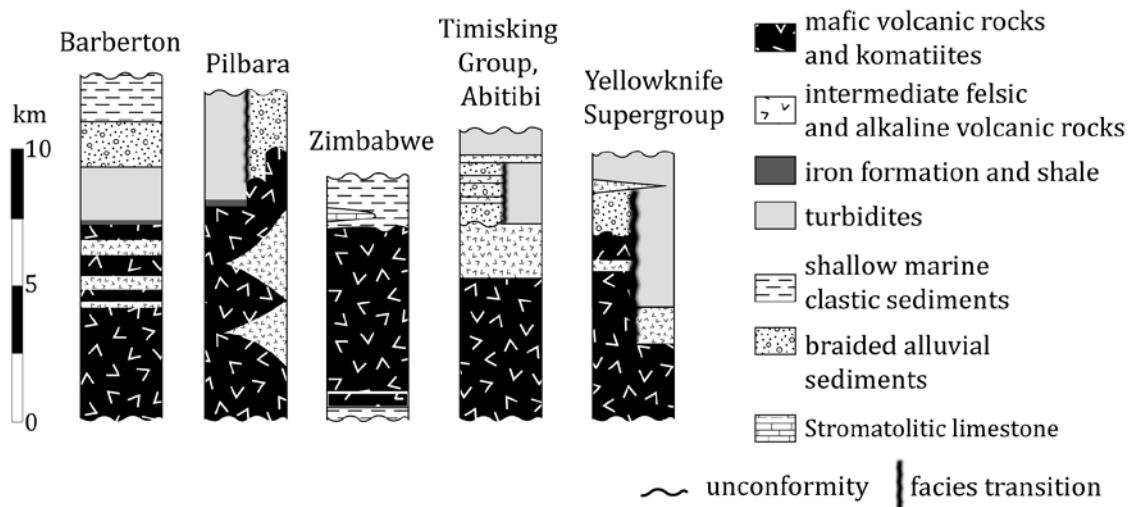 Barberton
Pilbara
Zimbabwe
Timisking
Group,
Abitibi
Yellowknife
Supergroup
km
10
5
0
mafic volcanic rocks
and komatiites
intermediate felsic
and alkaline volcanic rocks
iron formation and shale
turbidites
shallow marine
clastic sediments
braided alluvial
sediments
Stromatolitic limestone
unconformity
facies transition